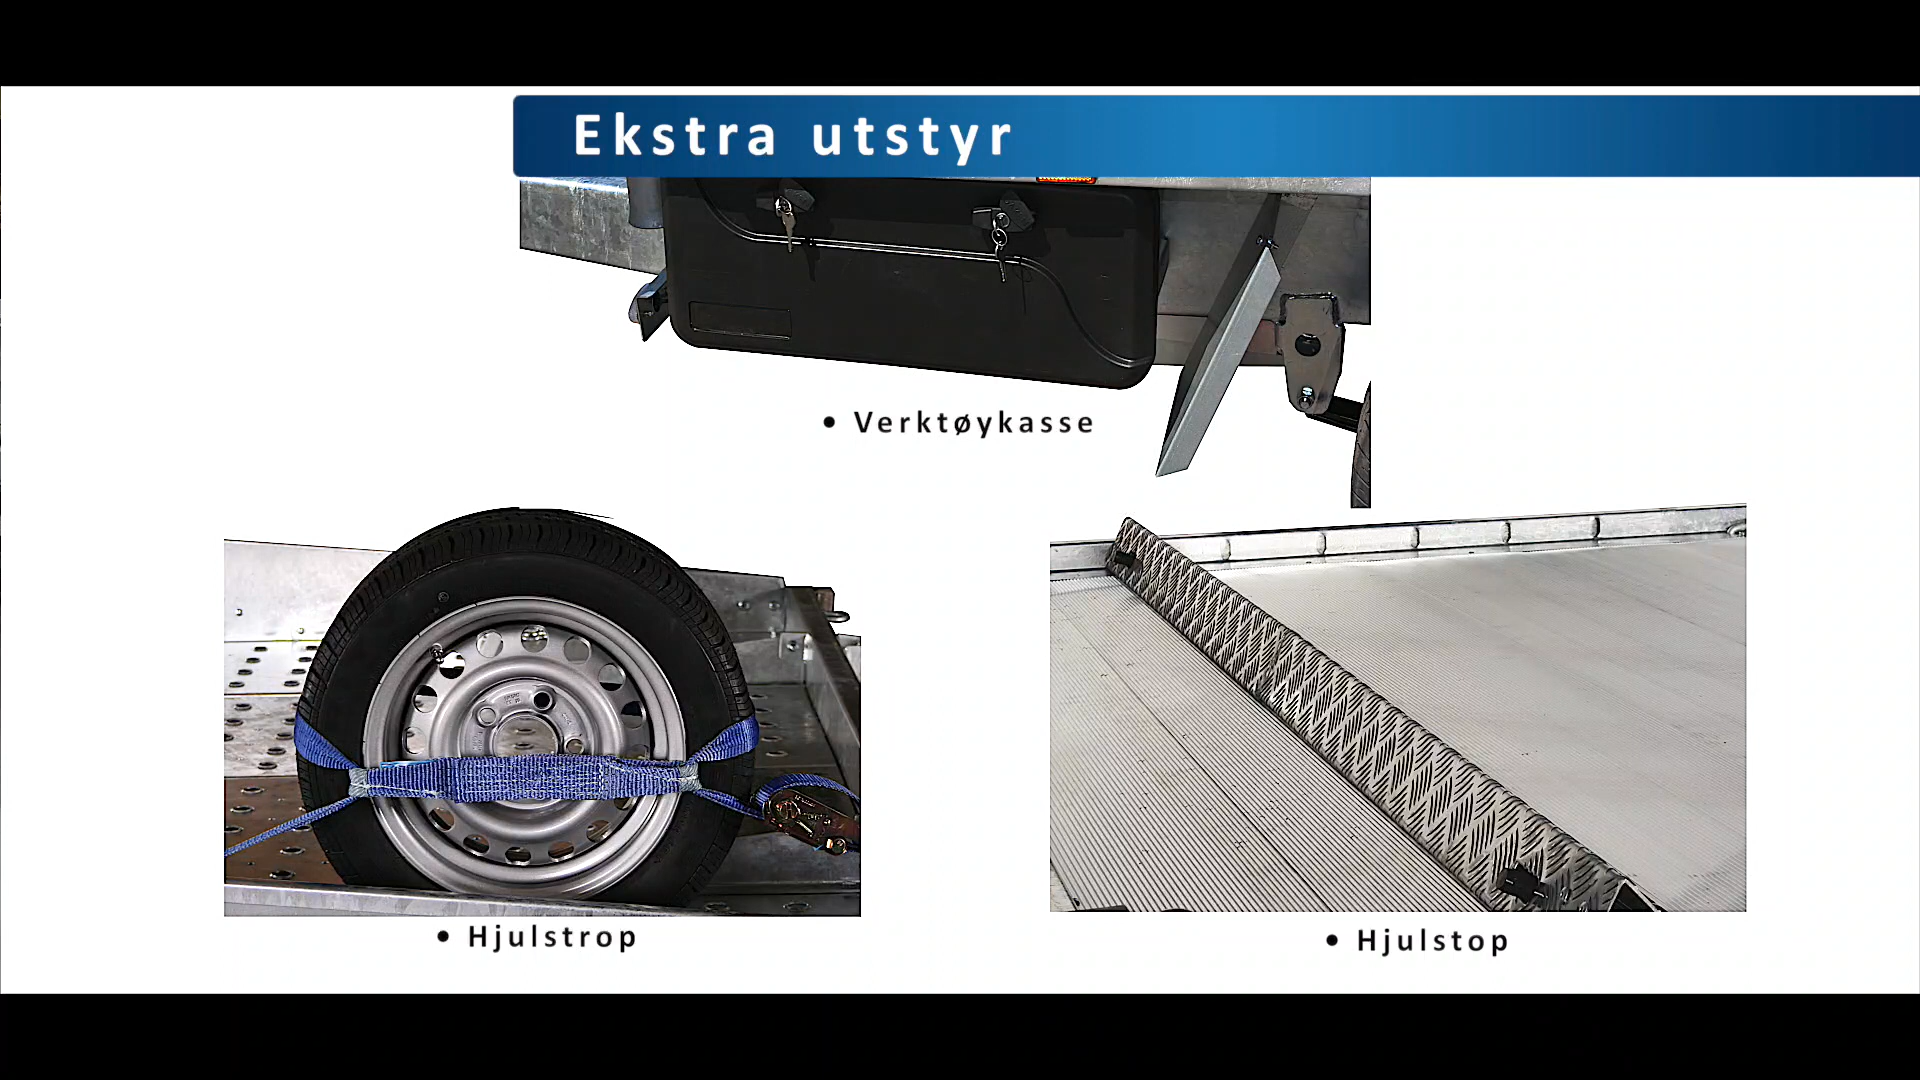 Ekstra utstyr
• Verktøykasse
• Hjulstrop
• Hjulstop